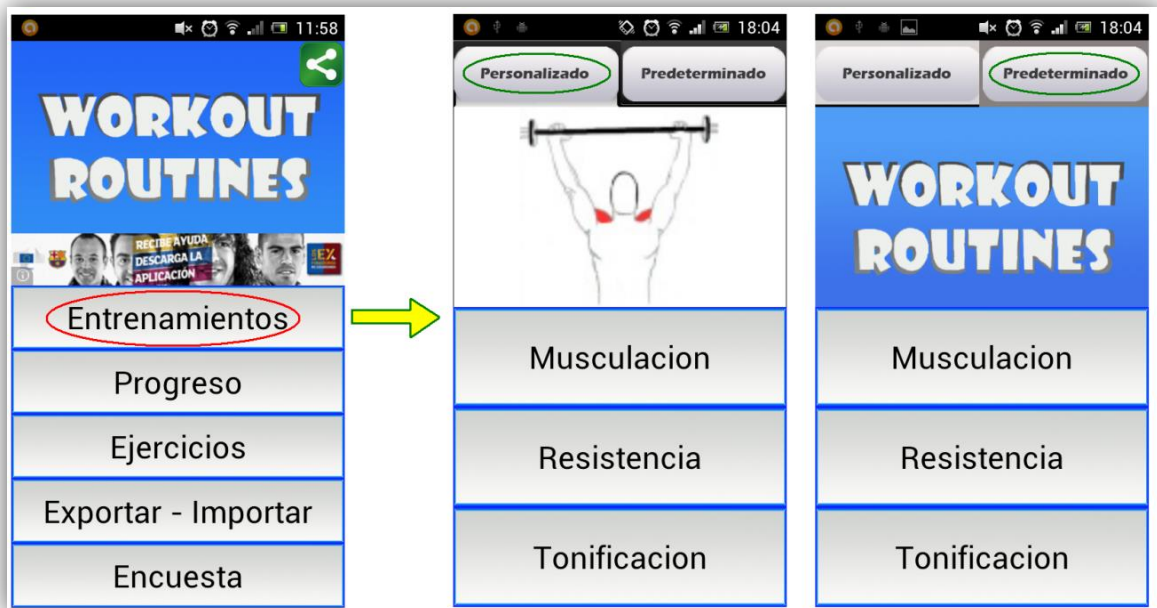 11:58
WORKOUT
ROUTINES
RECIBE AYUDA
DESCARGA LA
APLICACIÓN
Entrenamientos
Progreso
Ejercicios
Exportar - Importar
Encuesta
18:04
Personalizado
Predeterminado
Musculacion
Resistencia
Tonificacion
18:04
Personalizado
Predeterminado
WORKOUT
ROUTINES
Musculacion
Resistencia
Tonificacion